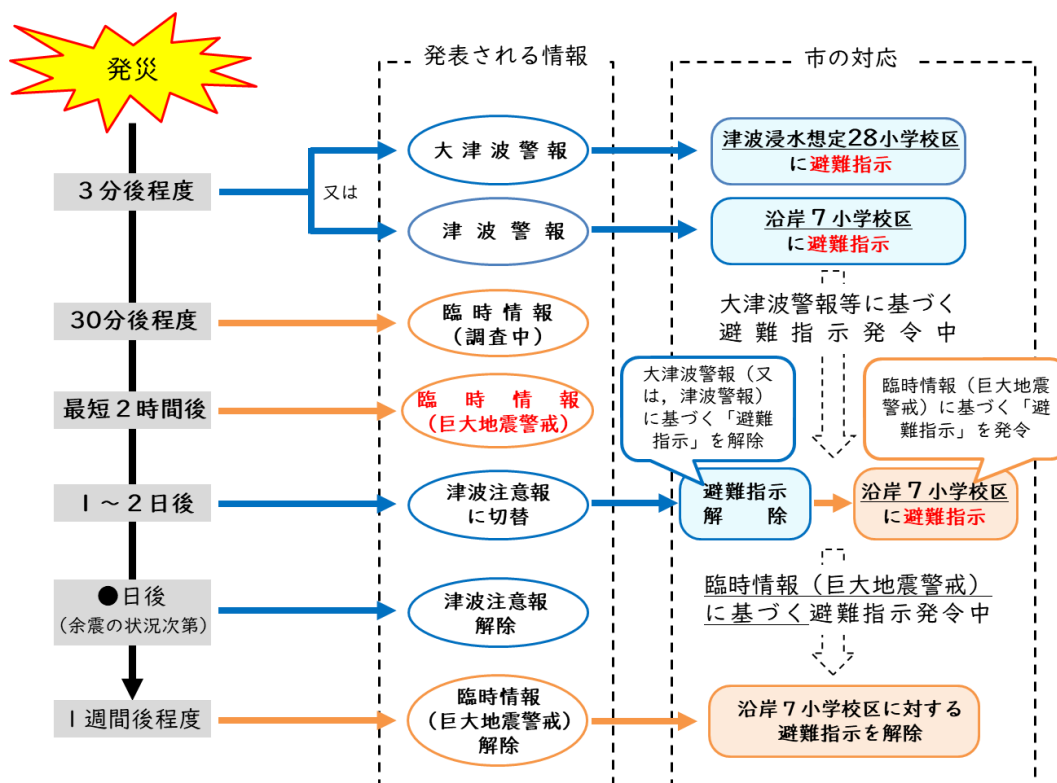 発災
発表される情報
市の対応
3分後程度
又は
大津波警報
津波浸水想定28小学校区
に避難指示
津波警報
沿岸7小学校区
に避難指示
30分後程度
臨時情報
(調査中)
大津波警報等に基づく
避難指示発令中
最短2時間後
臨時情報
(巨大地震警戒)
大津波警報(又
は,津波警報)
に基づく「避難
指示」を解除
臨時情報(巨大地震
警戒)に基づく「避
難指示」を発令
1~2日後
津波注意報
に切替
避難指示
解除
沿岸7小学校区
に避難指示
●日後
(余震の状況次第)
津波注意報
解除
臨時情報(巨大地震警戒)
に基づく避難指示発令中
1週間後程度
臨時情報
(巨大地震警戒)
解除
沿岸7小学校区に対する
避難指示を解除